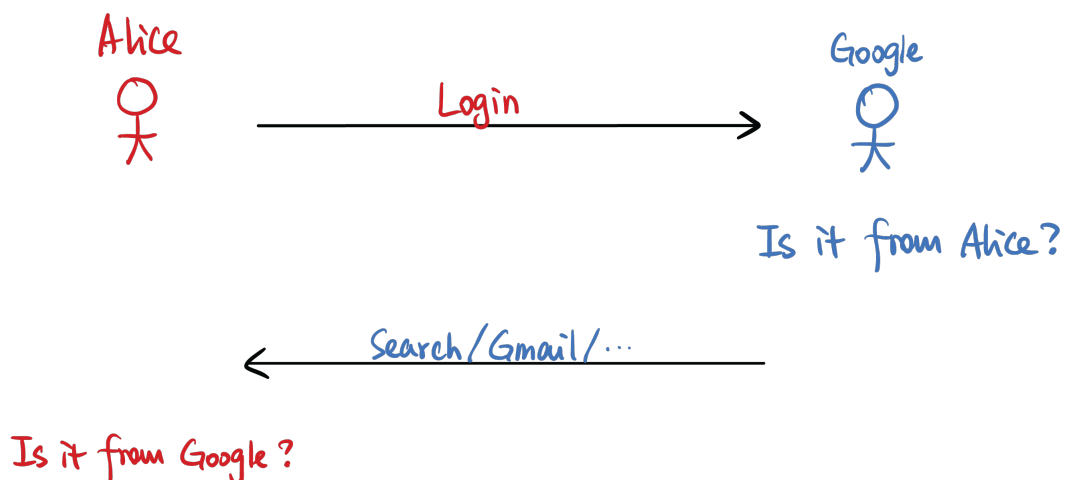 Alice
Google
Login
Is it from Alice?
Search/Gmail/...
Is it from Google?